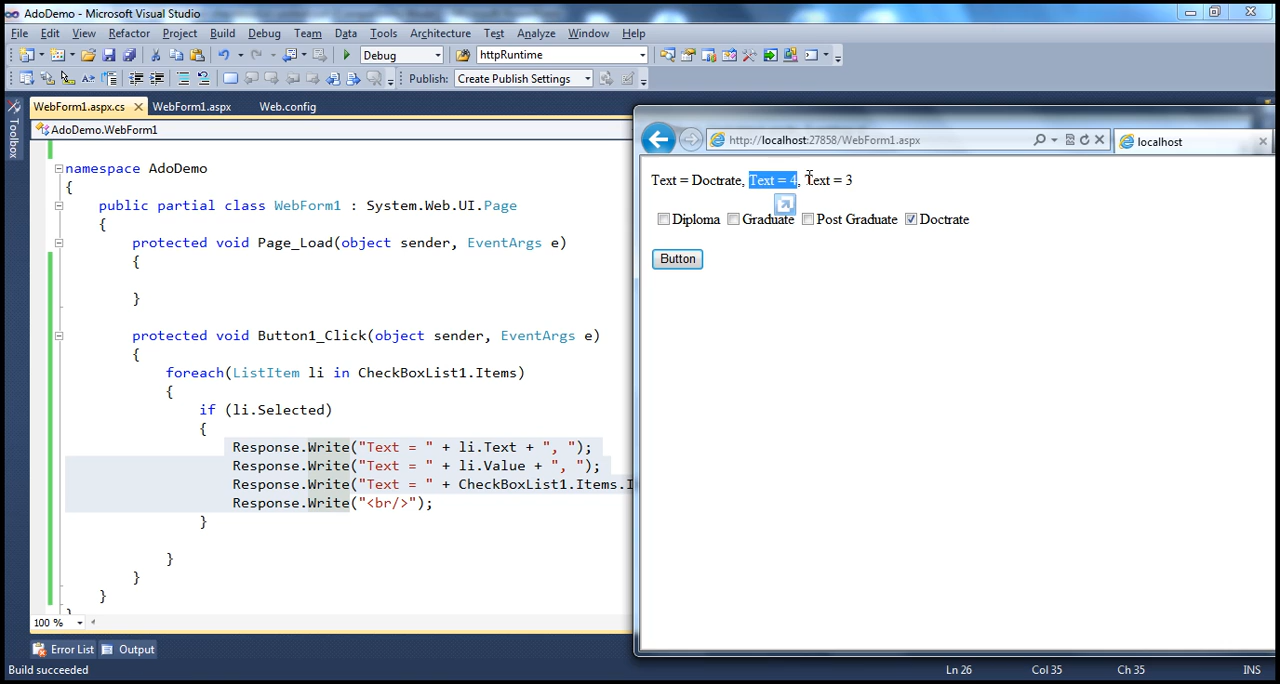 AdoDemo - Microsoft Visual Studio
File Edit View Refactor Project Build Debug Team Data Tools Architecture Test Analyze Window Help
Debug httpRuntime
Publish: Create Publish Settings
WebForm1.aspx.cs WebForm1.aspx Web.config
AdoDemo.WebForm1
Toolbox
namespace AdoDemo
{
public partial class WebForm1 : System.Web.UI.Page
{
protected void Page_Load(object sender, EventArgs e)
{
}
protected void Button1_Click(object sender, EventArgs e)
{
foreach(ListItem li in CheckBoxList1.Items)
{
if (li.Selected)
{
Response.Write("Text = " + li.Text + ", ");
Response.Write("Text = " + li.Value + ", ");
Response.Write("Text = " + CheckBoxList1.Items.I
Response.Write("<br/>");
}
}
}
}
}
100 %
Error List Output
Build succeeded
Ln 26 Col 35 Ch 35 INS
http://localhost:27858/WebForm1.aspx
localhost
Text = Doctrate, Text = 4, Text = 3
Diploma Graduate Post Graduate Doctrate
Button